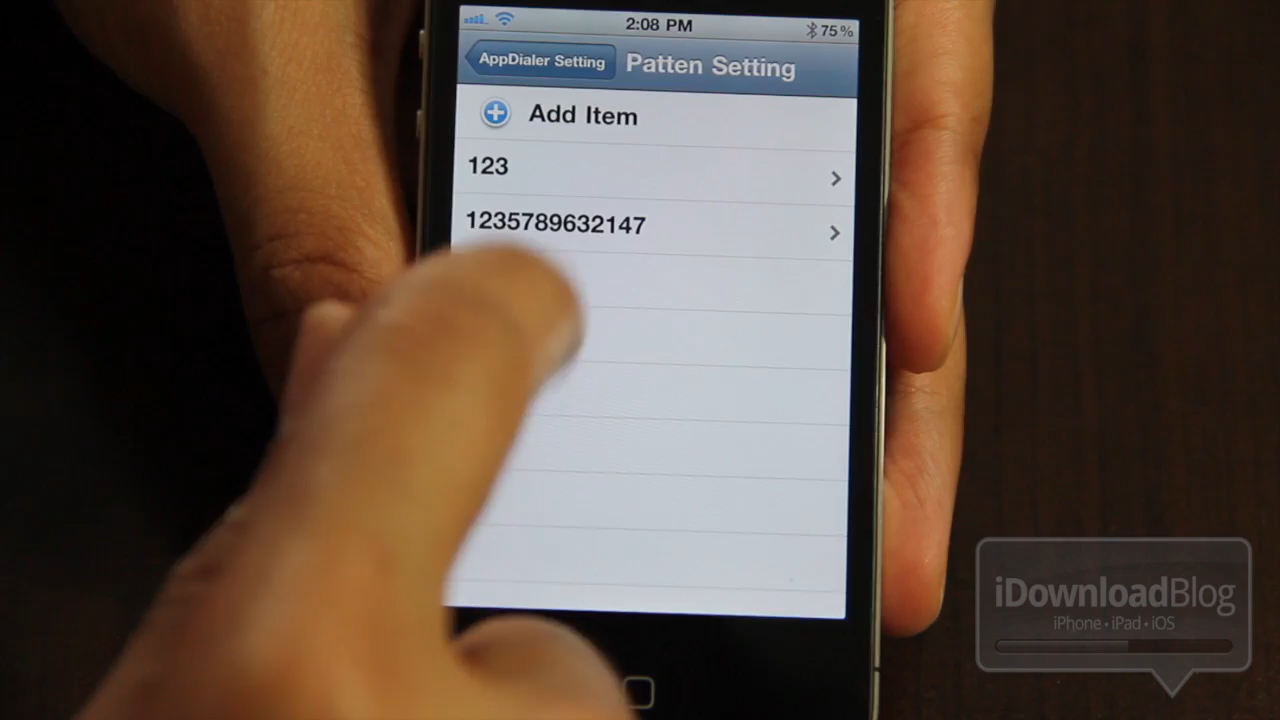 2:08 PM
75%
AppDialer Setting
Patten Setting
Add Item
123
1235789632147
iDownloadBlog
iPhone • iPad • iOS